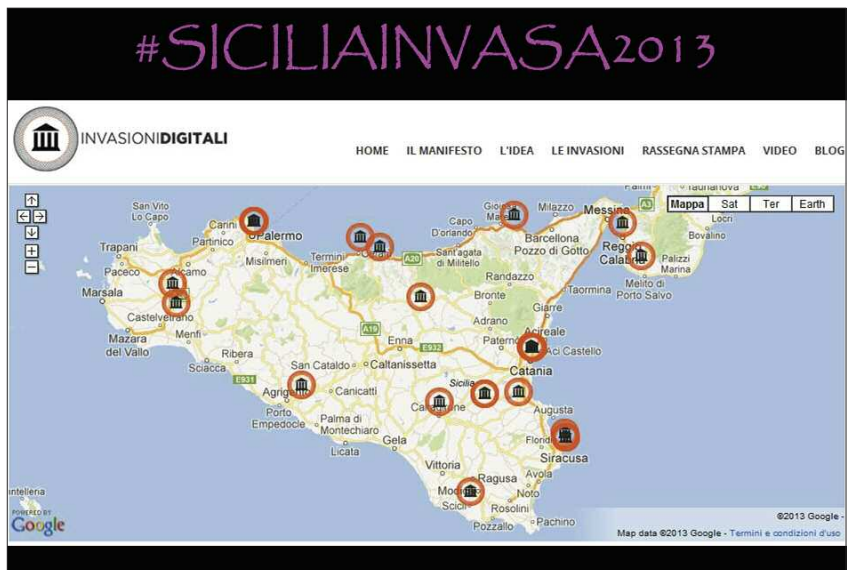 #SICILIAINVASA2013
INVASIONIDIGITALI
HOME IL MANIFESTO L'IDEA LE INVASIONI RASSEGNA STAMPA VIDEO BLOG
Mappa Sat Ter Earth
A3
Locri
Bovalino
San Vito
Lo Capo
Carini
Palermo
Partinico
Misilmeri
Termini
Imerese
A20
Capo
D'orlando
Sant'agata
di Militello
Gioiosa
Milazzo
Messina
Barcellona
Pozzo di Gotto
Reggio
Calabria
Palizzi
Marina
Melito di
Porto Salvo
Trapani
Paceco
Alcamo
Marsala
Castelvetrano
Mazara
del Vallo
Menfi
Sciacca
Ribera
E931
Randazzo
Bronte
Taormina
Giarre
Adrano
Acireale
Aci Castello
Catania
A19
Enna
E932
San Cataldo
Caltanissetta
Sicilia
Canicatti
Porto
Empedocle
Palma di
Montechiaro
Licata
Gela
Augusta
Siracusa
Vittoria
Ragusa
Avola
Noto
Scicli
Rosolini
Pozzallo
Pachino
ntelleria
POWERED BY
Google
©2013 Google -
Map data ©2013 Google - Termini e condizioni d'uso